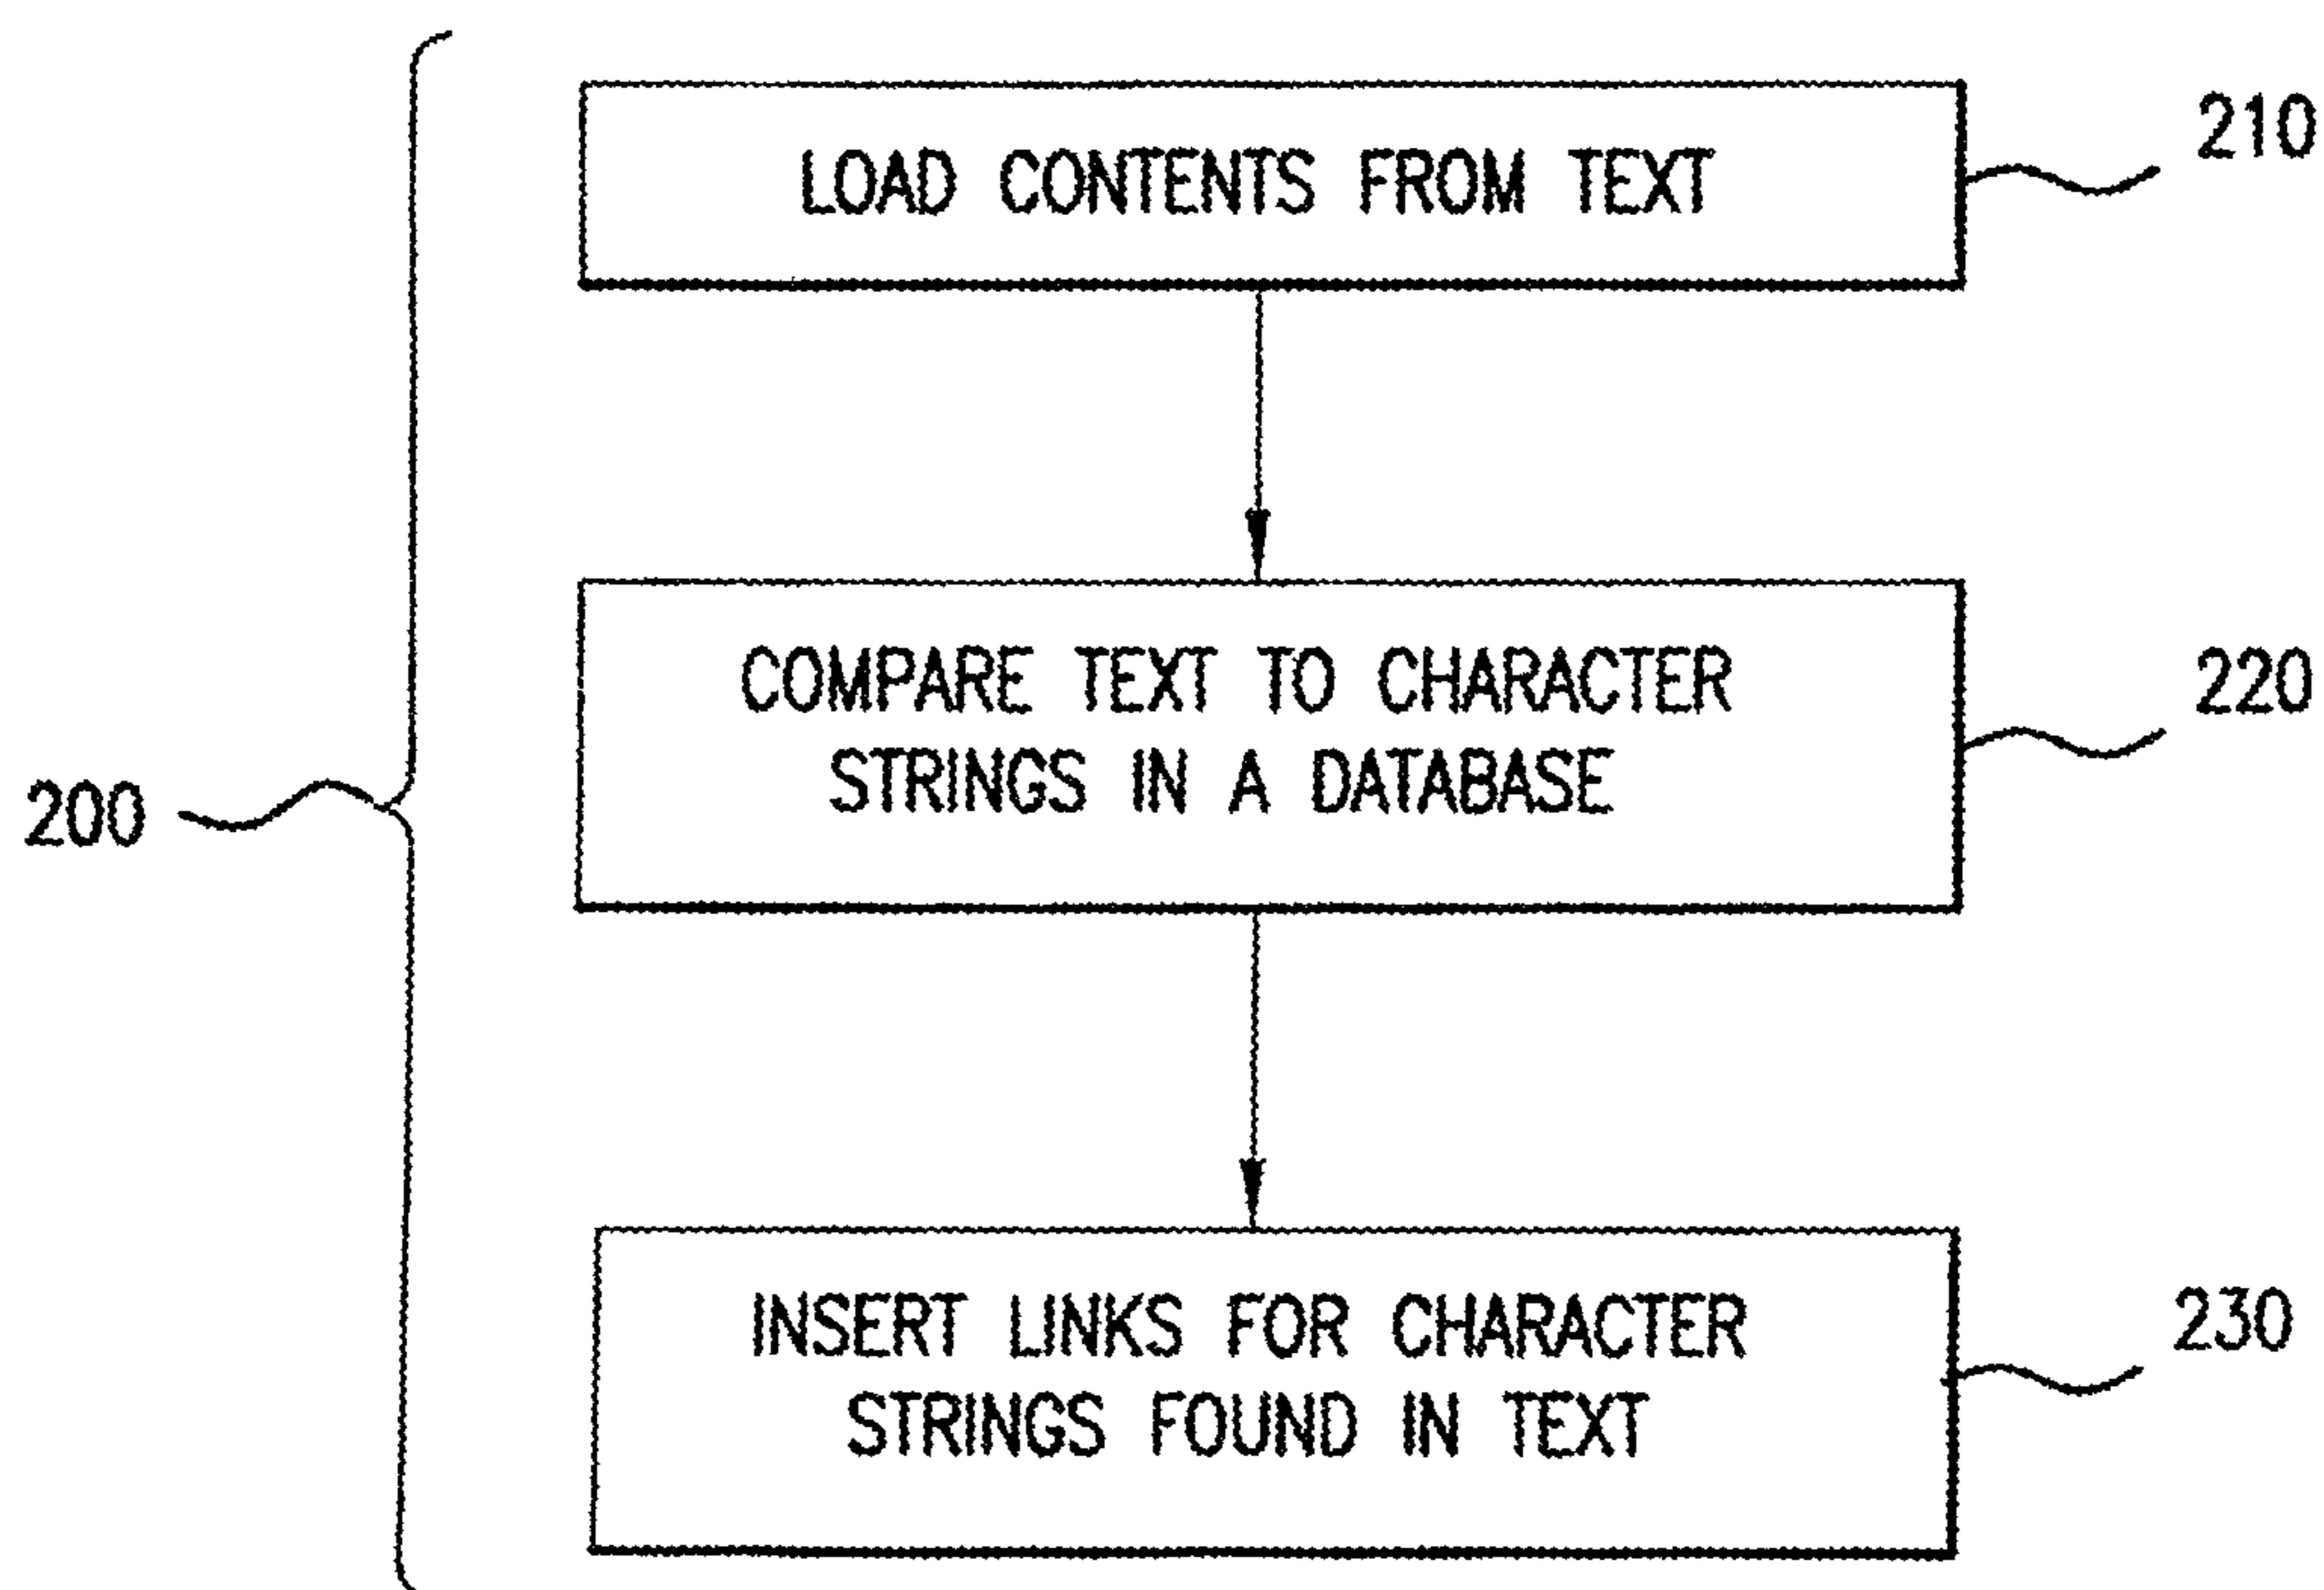 LOAD CONTENTS FROM TEXT
210
COMPARE TEXT TO CHARACTER
STRINGS IN A DATABASE
220
200
INSERT LINKS FOR CHARACTER
STRINGS FOUND IN TEXT
230